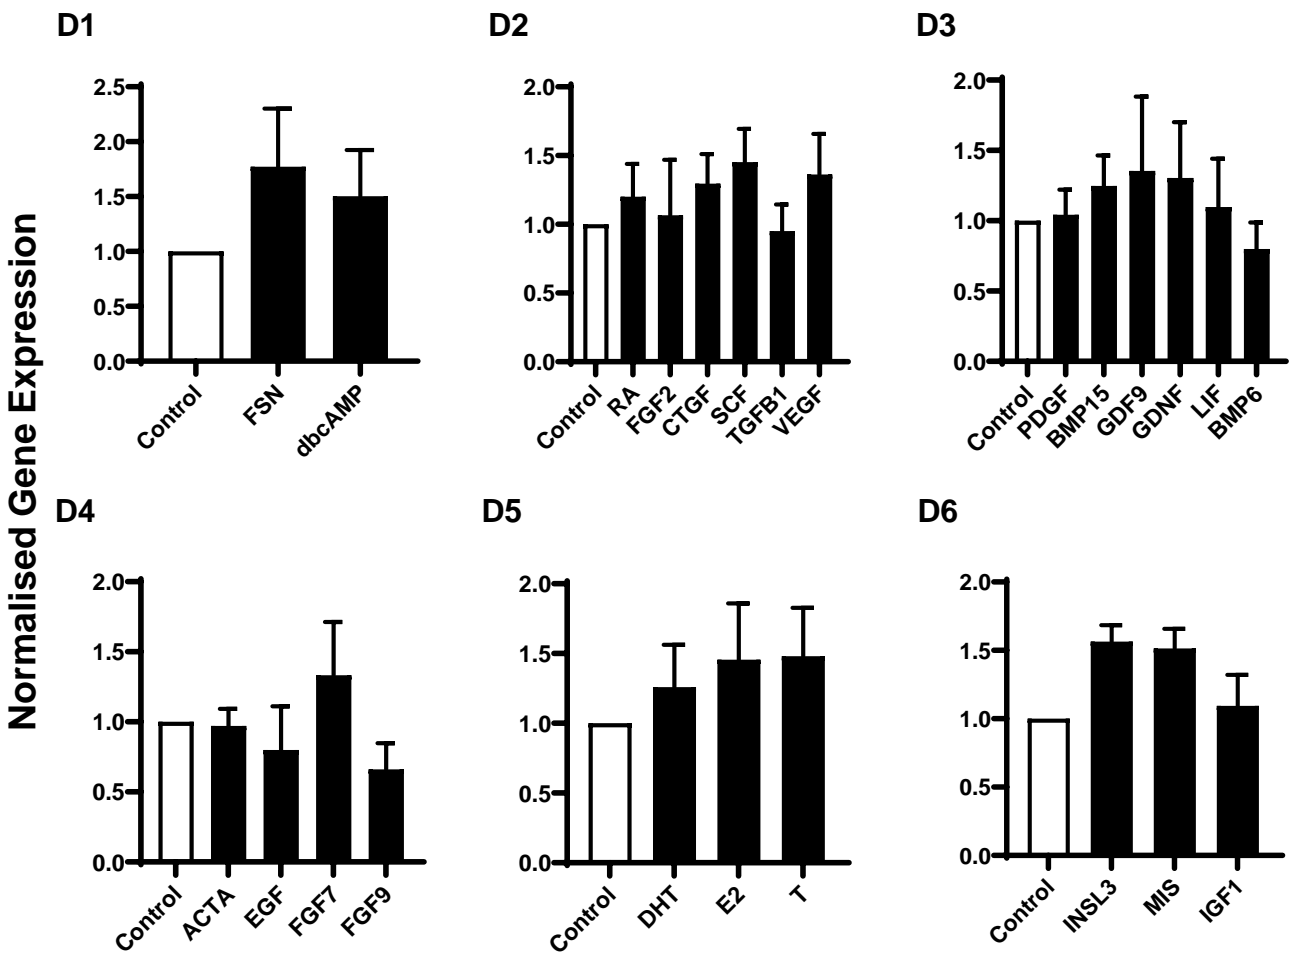 D1
D2
D3
Normalised Gene Expression
2.5
2.0
1.5
1.0
0.5
0.0
Control
FSN
dbcAMP
2.0
1.5
1.0
0.5
0.0
Control
RA
FGF2
CTGF
SCF
TGFB1
VEGF
2.0
1.5
1.0
0.5
0.0
Control
PDGF
BMP15
GDF9
GDNF
LIF
BMP6
D4
D5
D6
2.0
1.5
1.0
0.5
0.0
Control
ACTA
EGF
FGF7
FGF9
2.0
1.5
1.0
0.5
0.0
Control
DHT
E2
T
2.0
1.5
1.0
0.5
0.0
Control
INSL3
MIS
IGF1